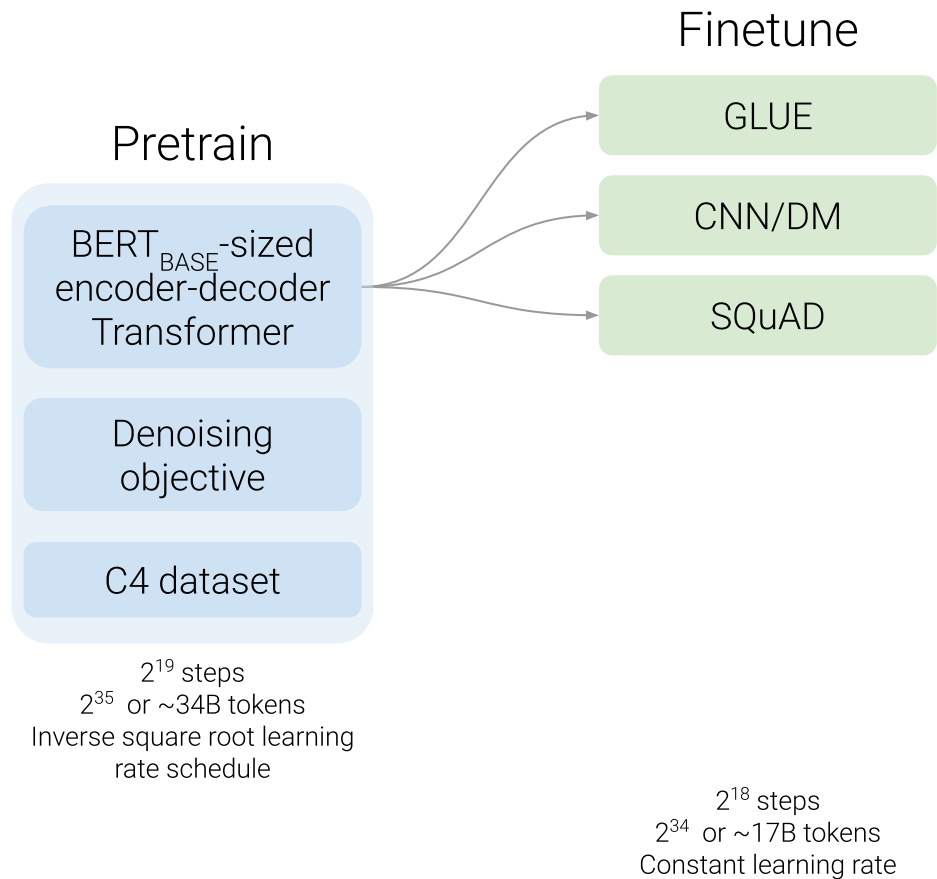 Pretrain
BERT_BASE-sized
encoder-decoder
Transformer
Denoising
objective
C4 dataset
2^19 steps
2^35 or ~34B tokens
Inverse square root learning
rate schedule
Finetune
GLUE
CNN/DM
SQuAD
2^18 steps
2^34 or ~17B tokens
Constant learning rate